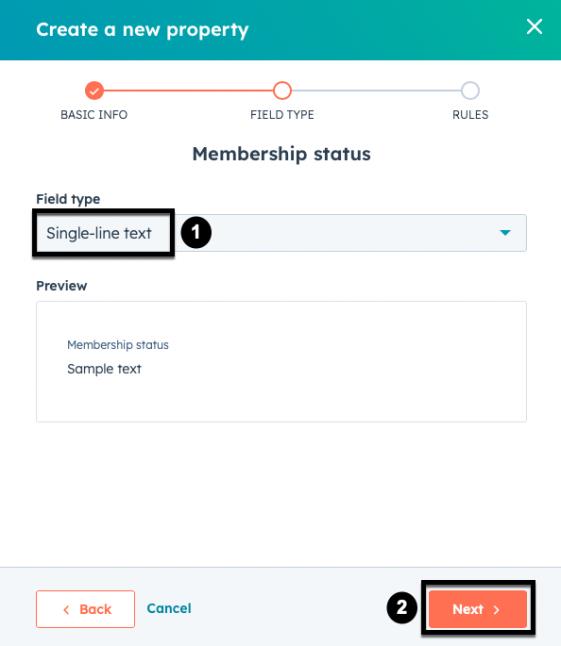 Create a new property
BASIC INFO FIELD TYPE RULES
Membership status
Field type
Single-line text 1
Preview
Membership status
Sample text
Back Cancel 2 Next